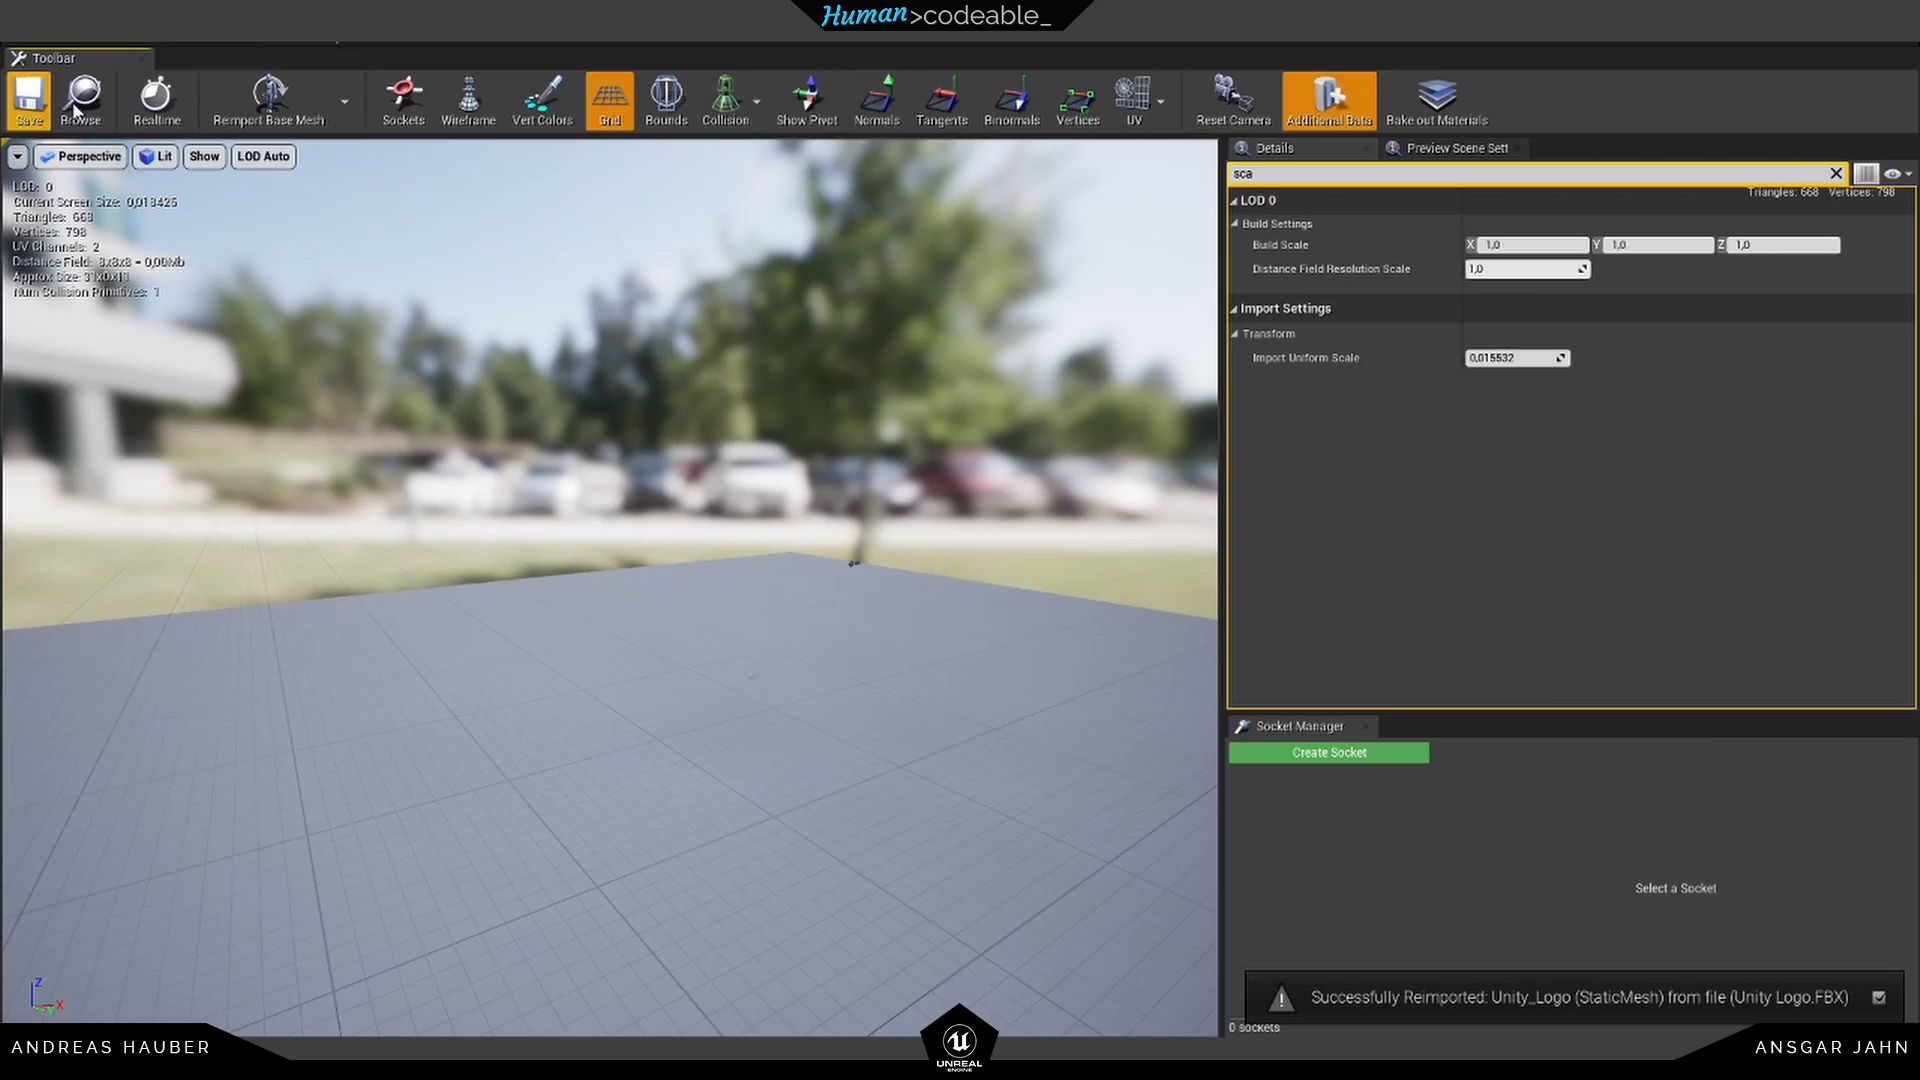 Human>codeable_
Toolbar
Save Browse Realtime Reimport Base Mesh Sockets Wireframe Vert Colors Grid Bounds Collision Show Pivot Normals Tangents Binormals Vertices UV Reset Camera Additional Data Bake out Materials
Perspective Lit Show LOD Auto
LOD: 0
Current Screen Size: 0,013425
Triangles: 668
Vertices: 798
UV Channels: 2
Distance Field: 8x8x8 = 0,00Mb
Approx Size: 31x0x11
Num Collision Primitives: 1
Details Preview Scene Sett
sca
Triangles: 668 Vertices: 798
LOD 0
Build Settings
Build Scale X 1,0 Y 1,0 Z 1,0
Distance Field Resolution Scale 1,0
Import Settings
Transform
Import Uniform Scale 0,015532
Socket Manager
Create Socket
Select a Socket
Successfully Reimported: Unity_Logo (StaticMesh) from file (Unity Logo.FBX)
0 sockets
Z
X
Y
ANDREAS HAUBER
UNREAL
ENGINE
ANSGAR JAHN